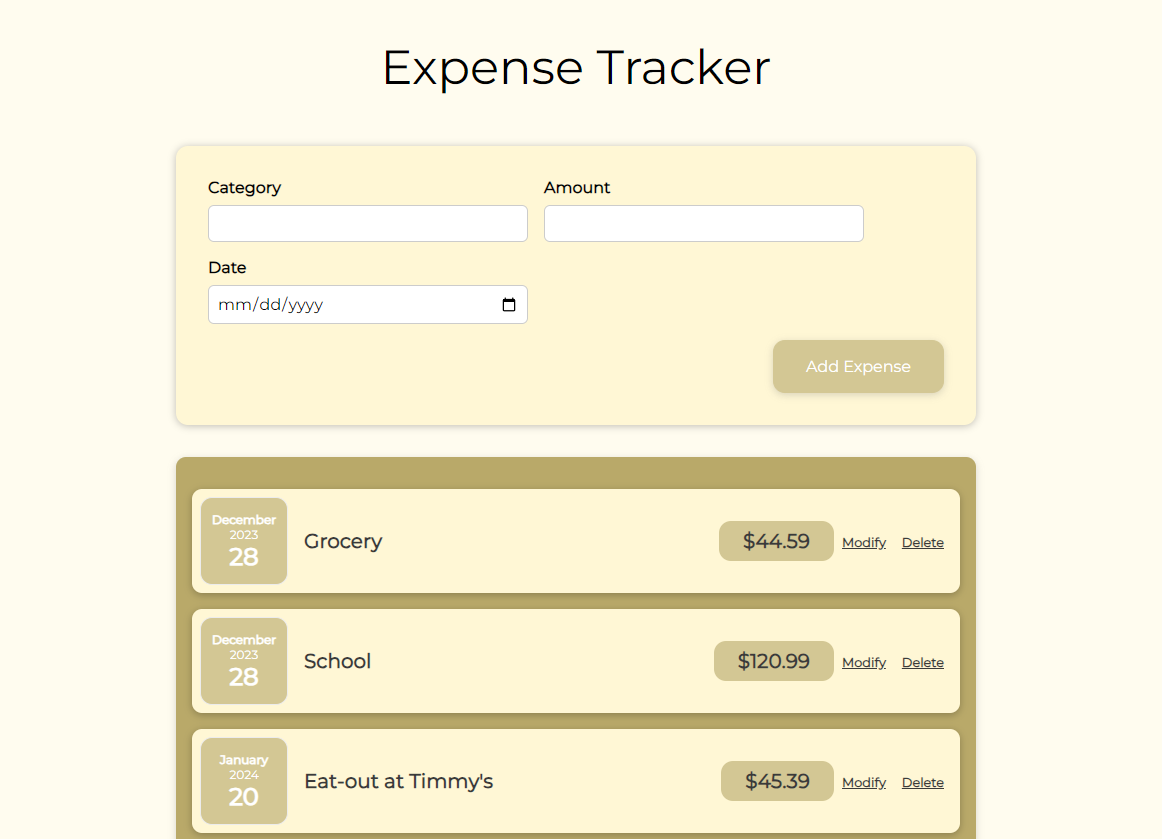 Expense Tracker
Category
Amount
Date
mm/dd/yyyy
Add Expense
December
2023
28
Grocery
$44.59
Modify
Delete
December
2023
28
School
$120.99
Modify
Delete
January
2024
20
Eat-out at Timmy's
$45.39
Modify
Delete